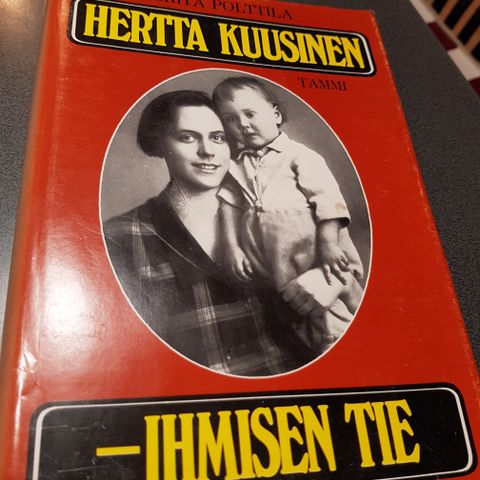 POLTTILA
HERTTA KUUSINEN
TAMMI
–IHMISEN TIE